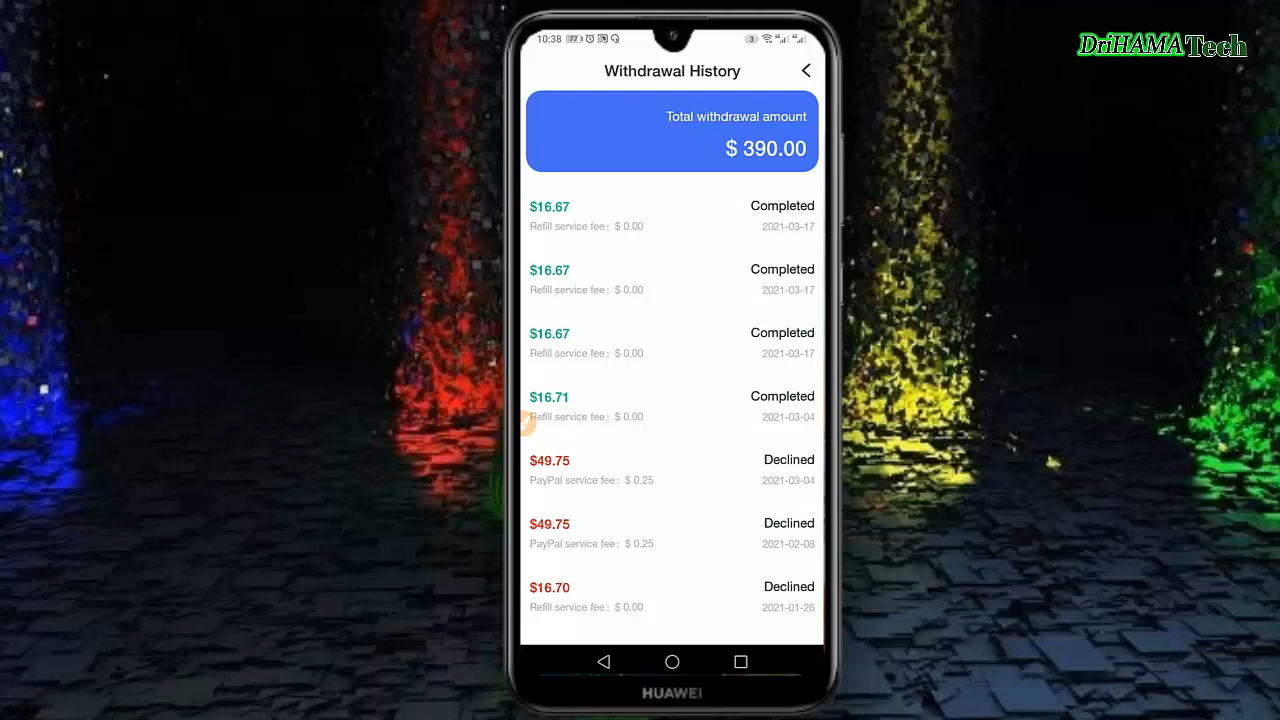 DriHAMA Tech
10:38
77
3
Withdrawal History
Total withdrawal amount
$ 390.00
$16.67 Completed
Refill service fee : $ 0.00 2021-03-17
$16.67 Completed
Refill service fee : $ 0.00 2021-03-17
$16.67 Completed
Refill service fee : $ 0.00 2021-03-17
$16.71 Completed
Refill service fee : $ 0.00 2021-03-04
$49.75 Declined
PayPal service fee : $ 0.25 2021-03-04
$49.75 Declined
PayPal service fee : $ 0.25 2021-02-08
$16.70 Declined
Refill service fee : $ 0.00 2021-01-26
HUAWEI